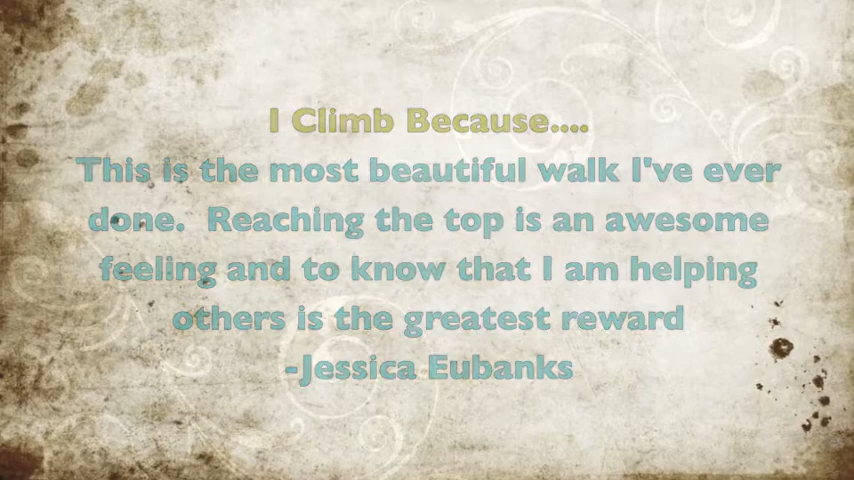 I Climb Because....
This is the most beautiful walk I've ever
done.  Reaching the top is an awesome
feeling and to know that I am helping
others is the greatest reward
-Jessica Eubanks